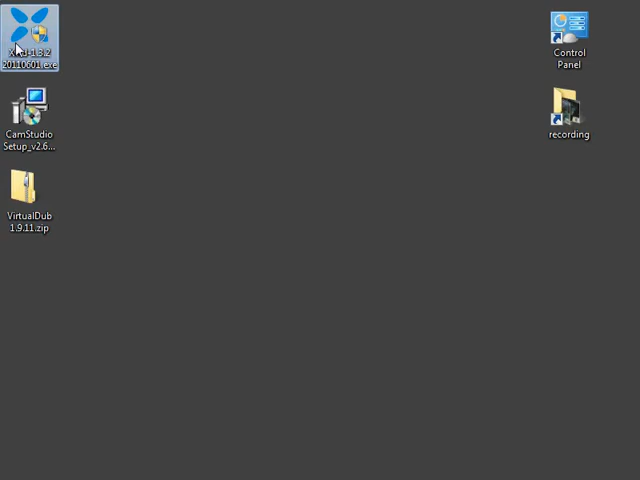 20110601.exe
CamStudio
Setup_v2.6...
VirtualDub
1.9.11.zip
Control
Panel
recording